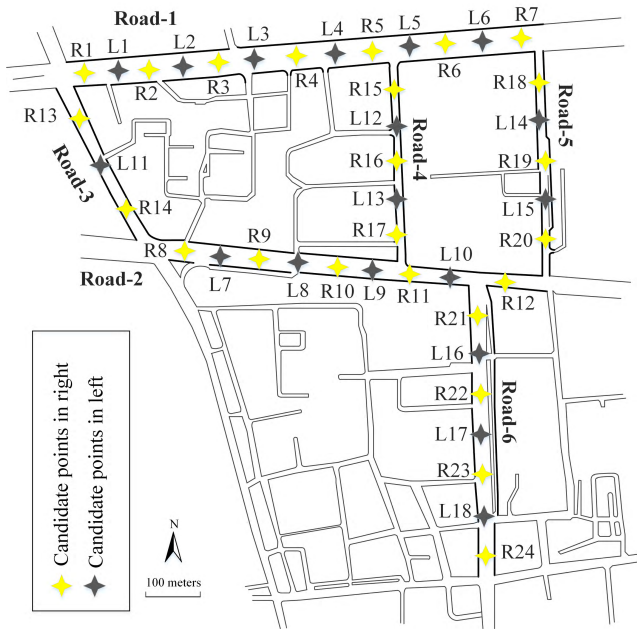 Road-1
R1 L1 L2 L3 L4 R5 L5 L6 R7
R2 R3 R4 R6
R15 R18
R13 L12 Road-4 L14 Road-5
L11 R16 R19
Road-3
L13 L15
R14 R17 R20
R8 R9 L10
Road-2 L7 L8 R10 L9 R11 R12
R21
L16
R22 Road-6
L17
R23
L18
R24
Candidate points in right
Candidate points in left
N
100 meters